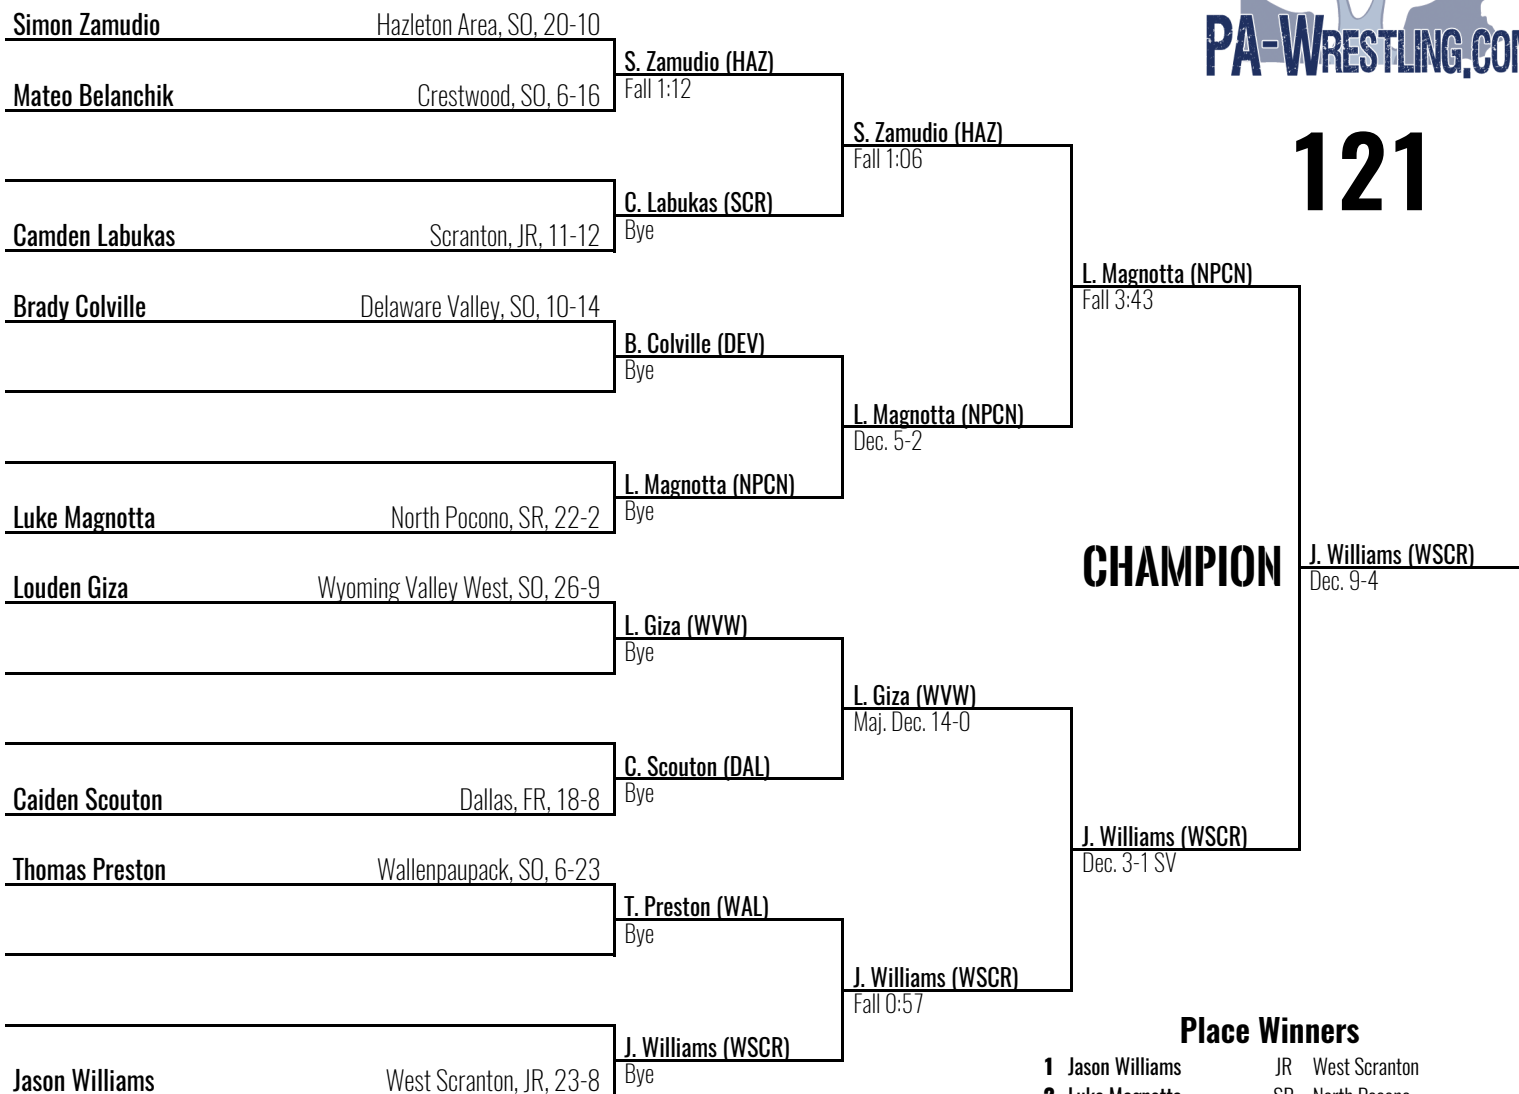 Simon Zamudio Hazleton Area, SO, 20-10
S. Zamudio (HAZ)
Fall 1:12
Mateo Belanchik Crestwood, SO, 6-16
S. Zamudio (HAZ)
Fall 1:06
C. Labukas (SCR)
Bye
Camden Labukas Scranton, JR, 11-12
L. Magnotta (NPCN)
Fall 3:43
Brady Colville Delaware Valley, SO, 10-14
B. Colville (DEV)
Bye
L. Magnotta (NPCN)
Dec. 5-2
L. Magnotta (NPCN)
Bye
Luke Magnotta North Pocono, SR, 22-2
CHAMPION
J. Williams (WSCR)
Dec. 9-4
Louden Giza Wyoming Valley West, SO, 26-9
L. Giza (WVW)
Bye
L. Giza (WVW)
Maj. Dec. 14-0
C. Scouton (DAL)
Bye
Caiden Scouton Dallas, FR, 18-8
J. Williams (WSCR)
Dec. 3-1 SV
Thomas Preston Wallenpaupack, SO, 6-23
T. Preston (WAL)
Bye
J. Williams (WSCR)
Fall 0:57
J. Williams (WSCR)
Bye
Jason Williams West Scranton, JR, 23-8
PA-WRESTLING.COM
121
Place Winners
1 Jason Williams JR West Scranton
2 Luke Magnotta SR North Pocono